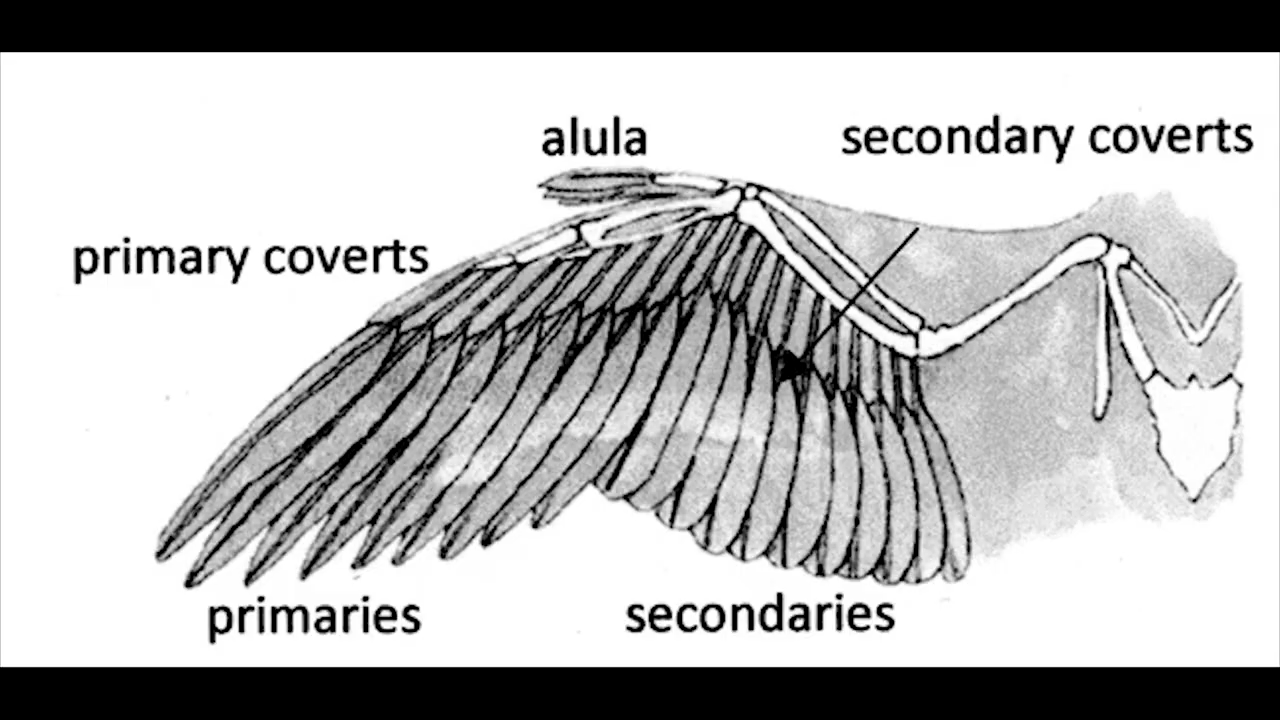 alula
secondary coverts
primary coverts
primaries
secondaries